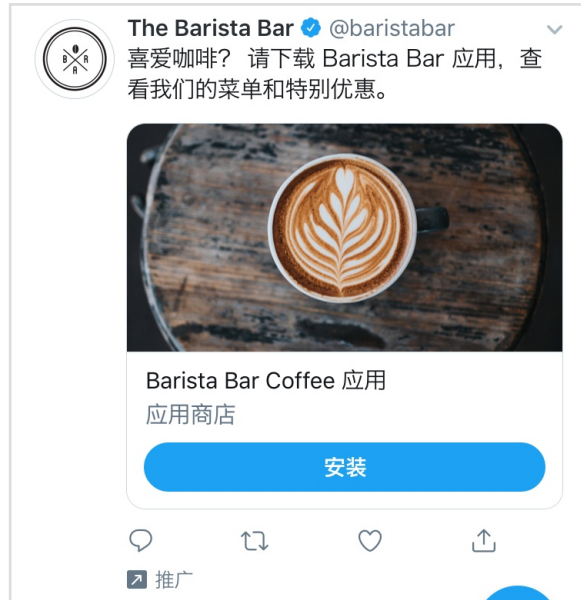 The Barista Bar @baristabar
喜爱咖啡？ 请下载 Barista Bar 应用，查
看我们的菜单和特别优惠。
B R
A
Barista Bar Coffee 应用
应用商店
安装
推广